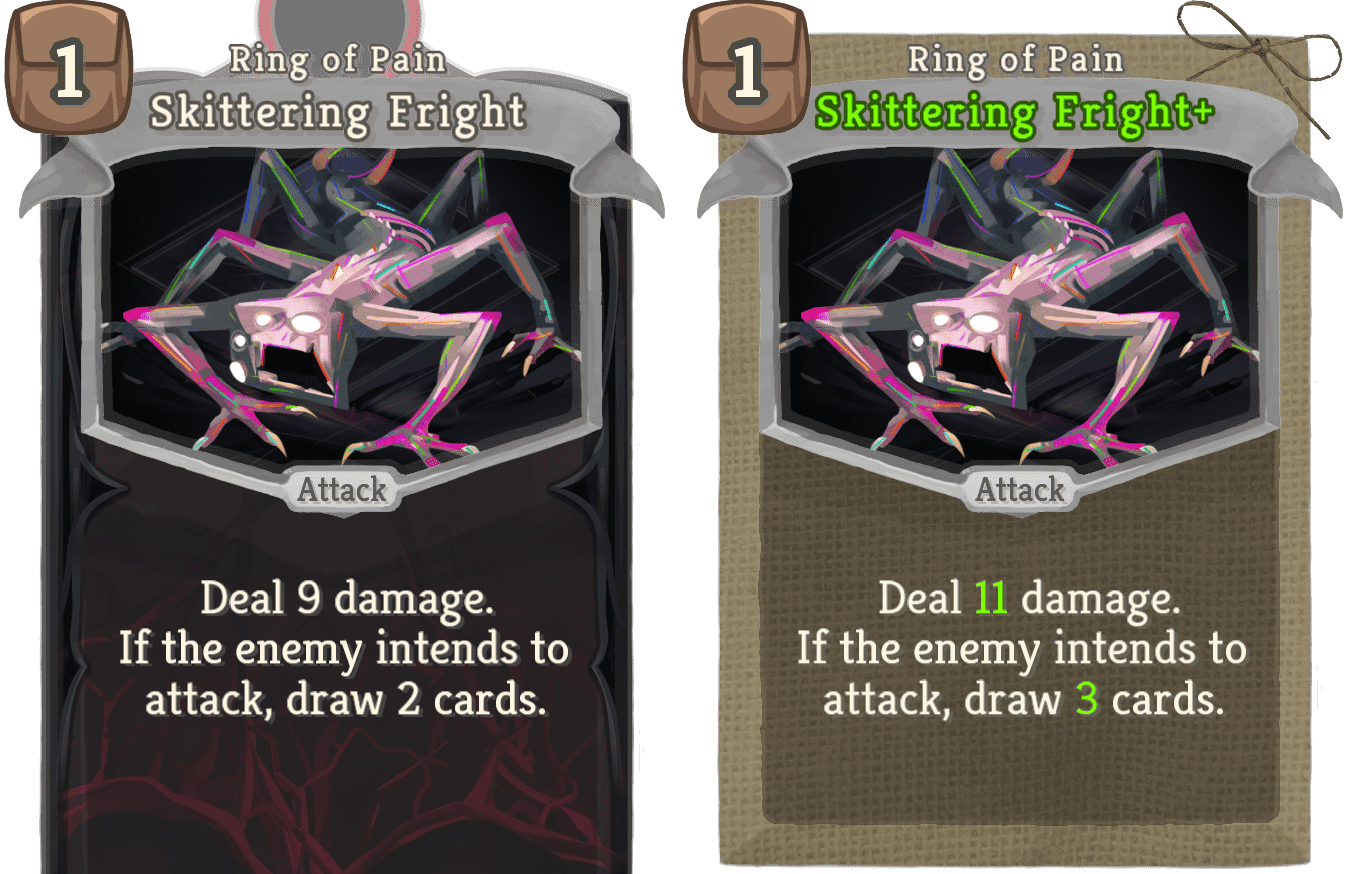 1
Ring of Pain
Skittering Fright
Attack
Deal 9 damage.
If the enemy intends to
attack, draw 2 cards.
1
Ring of Pain
Skittering Fright+
Attack
Deal 11 damage.
If the enemy intends to
attack, draw 3 cards.